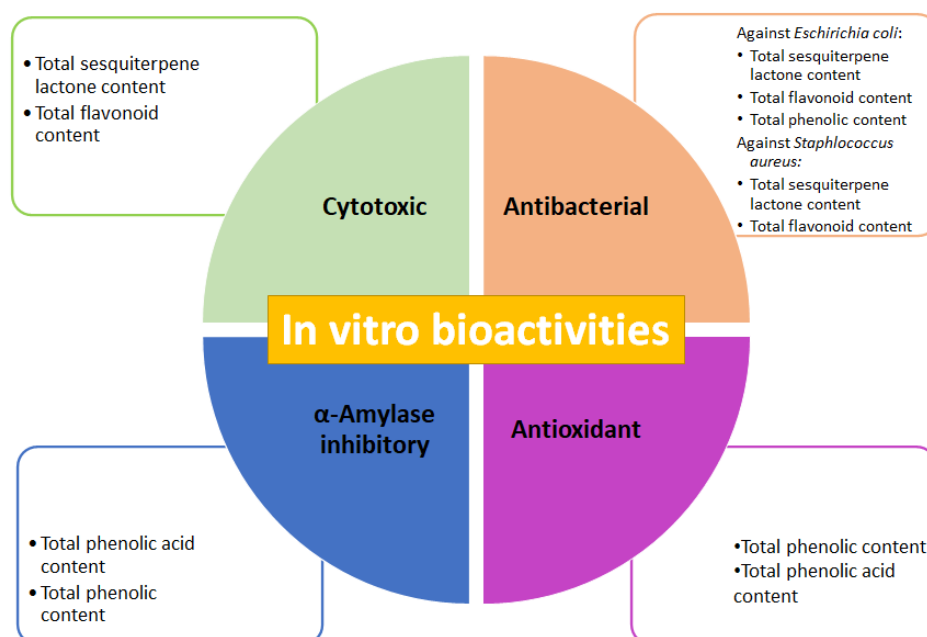 • Total sesquiterpene
lactone content
• Total flavonoid
content
Against Eschirichia coli:
• Total sesquiterpene
lactone content
• Total flavonoid content
• Total phenolic content
Against Staphlococcus
aureus:
• Total sesquiterpene
lactone content
• Total flavonoid content
Cytotoxic
Antibacterial
In vitro bioactivities
α-Amylase
inhibitory
Antioxidant
• Total phenolic acid
content
• Total phenolic
content
•Total phenolic content
•Total phenolic acid
content